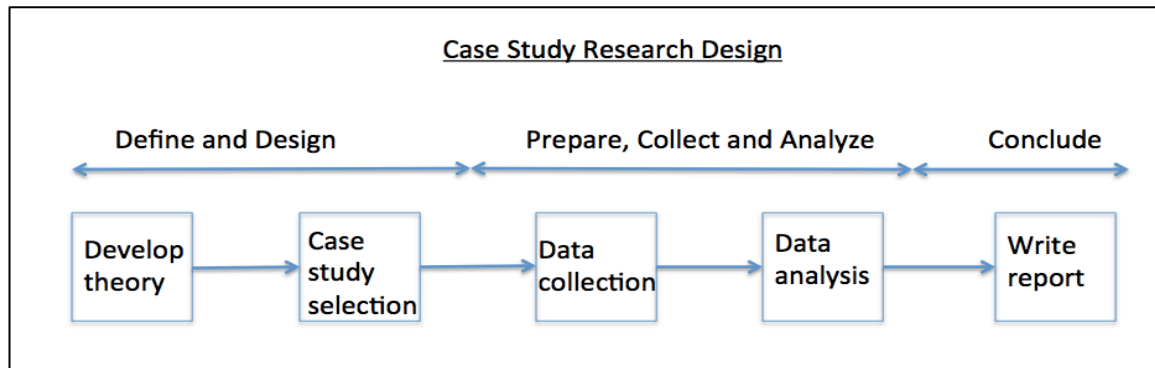 Case Study Research Design
Define and Design
Prepare, Collect and Analyze
Conclude
Develop
theory
Case
study
selection
Data
collection
Data
analysis
Write
report